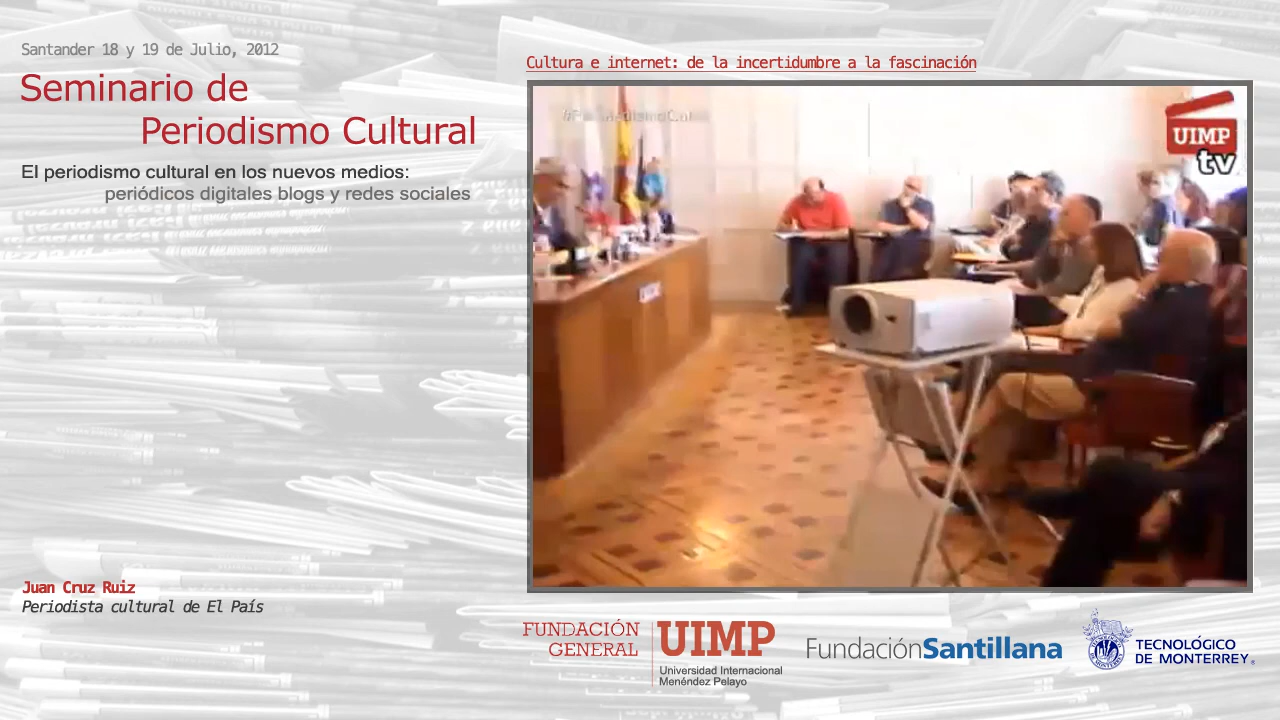 Santander 18 y 19 de Julio, 2012
Seminario de
Periodismo Cultural
El periodismo cultural en los nuevos medios:
periódicos digitales blogs y redes sociales
Cultura e internet: de la incertidumbre a la fascinación
UIMP
tv
Juan Cruz Ruiz
Periodista cultural de El País
FUNDACIÓN
GENERAL
UIMP
Universidad Internacional
Menéndez Pelayo
FundaciónSantillana
TECNOLÓGICO
DE MONTERREY®